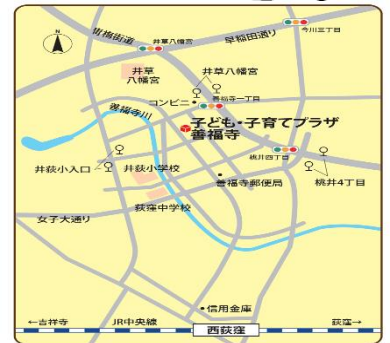 青梅街道
井草八幡宮
早稲田通り
今川三丁目
井草
八幡宮
井草八幡宮
コンビニ
善福寺一丁目
善福寺川
子ども・子育てプラザ
善福寺
桃井四丁目
井荻小入口
井荻小学校
善福寺郵便局
桃井4丁目
荻窪中学校
女子大通り
信用金庫
←吉祥寺
JR中央線
西荻窪
荻窪→